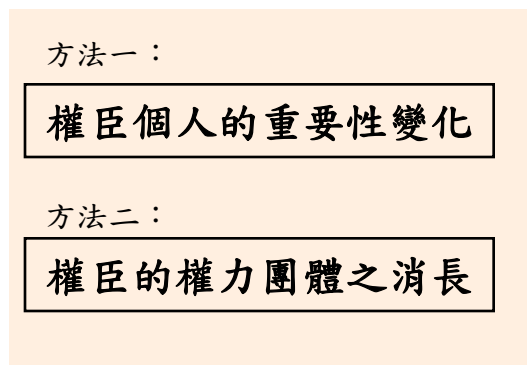 方法一：
權臣個人的重要性變化
方法二：
權臣的權力團體之消長